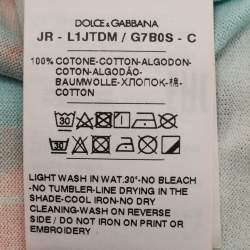 DOLCE & GABBANA
JR - L1JTDM / G7B0S - C
100% COTONE-COTTON-ALGODON-
COTTON-ALGODÃO-
BAUMWOLLE-ХЛОПОК-棉-
COTTON
30
LIGHT WASH IN WAT.30°-NO BLEACH
-NO TUMBLER-LINE DRYING IN THE
SHADE-COOL IRON-NO DRY
CLEANING-WASH ON REVERSE
SIDE/DO NOT IRON ON PRINT OR
EMBROIDERY